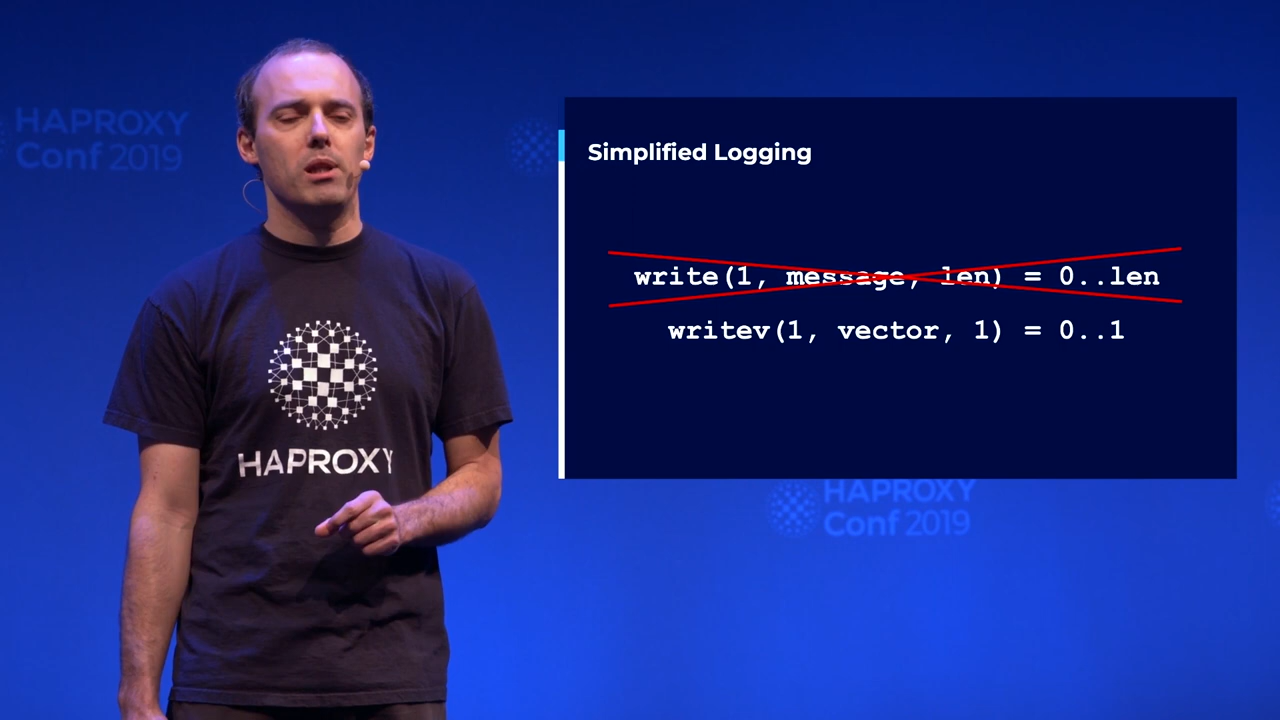 HAPROXY
Conf 2019
HAPROXY
Simplified Logging
write(1, message, len) = 0..len
writev(1, vector, 1) = 0..1
HAPROXY
Conf 2019